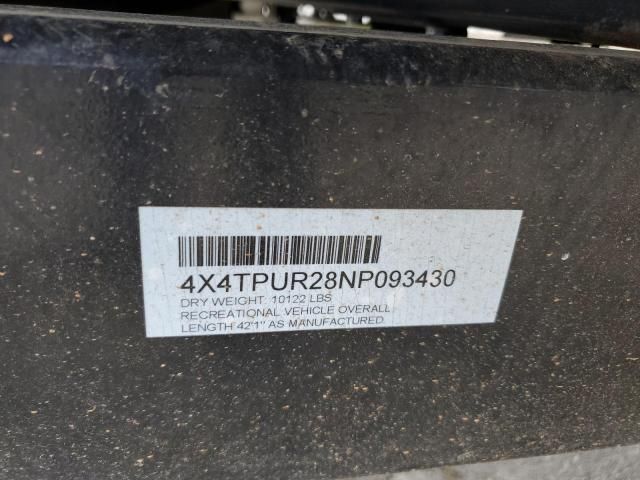 4X4TPUR28NP093430
DRY WEIGHT: 10122 LBS
RECREATIONAL VEHICLE OVERALL
LENGTH 42'1" AS MANUFACTURED.